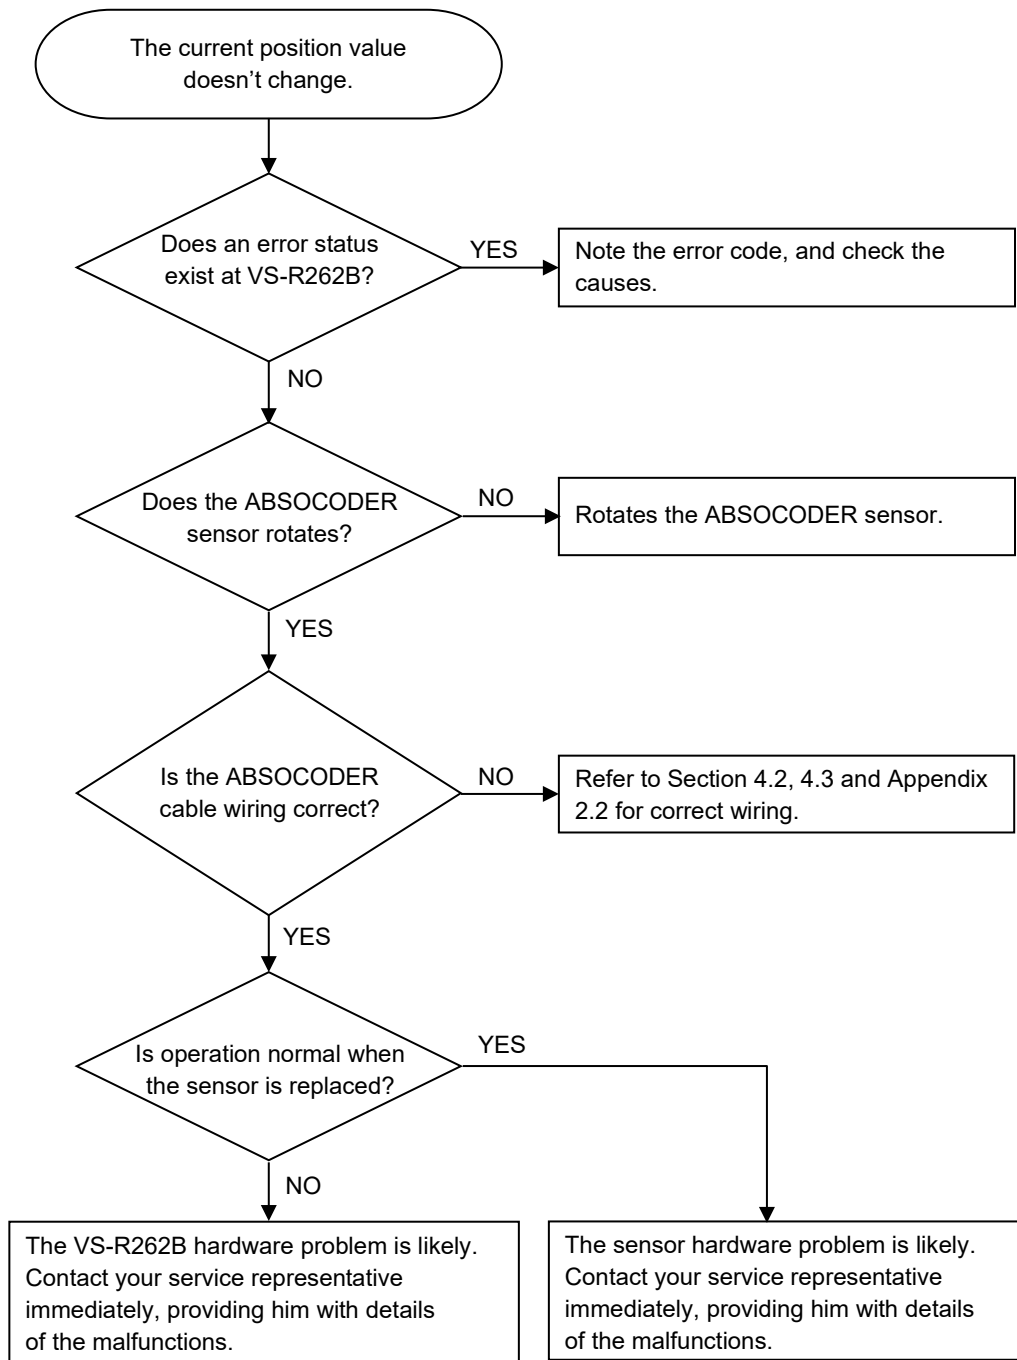 The current position value
doesn’t change.
Does an error status
exist at VS-R262B?
YES
Note the error code, and check the
causes.
NO
Does the ABSOCODER
sensor rotates?
NO
Rotates the ABSOCODER sensor.
YES
Is the ABSOCODER
cable wiring correct?
NO
Refer to Section 4.2, 4.3 and Appendix
2.2 for correct wiring.
YES
Is operation normal when
the sensor is replaced?
YES
NO
The VS-R262B hardware problem is likely.
Contact your service representative
immediately, providing him with details
of the malfunctions.
The sensor hardware problem is likely.
Contact your service representative
immediately, providing him with details
of the malfunctions.